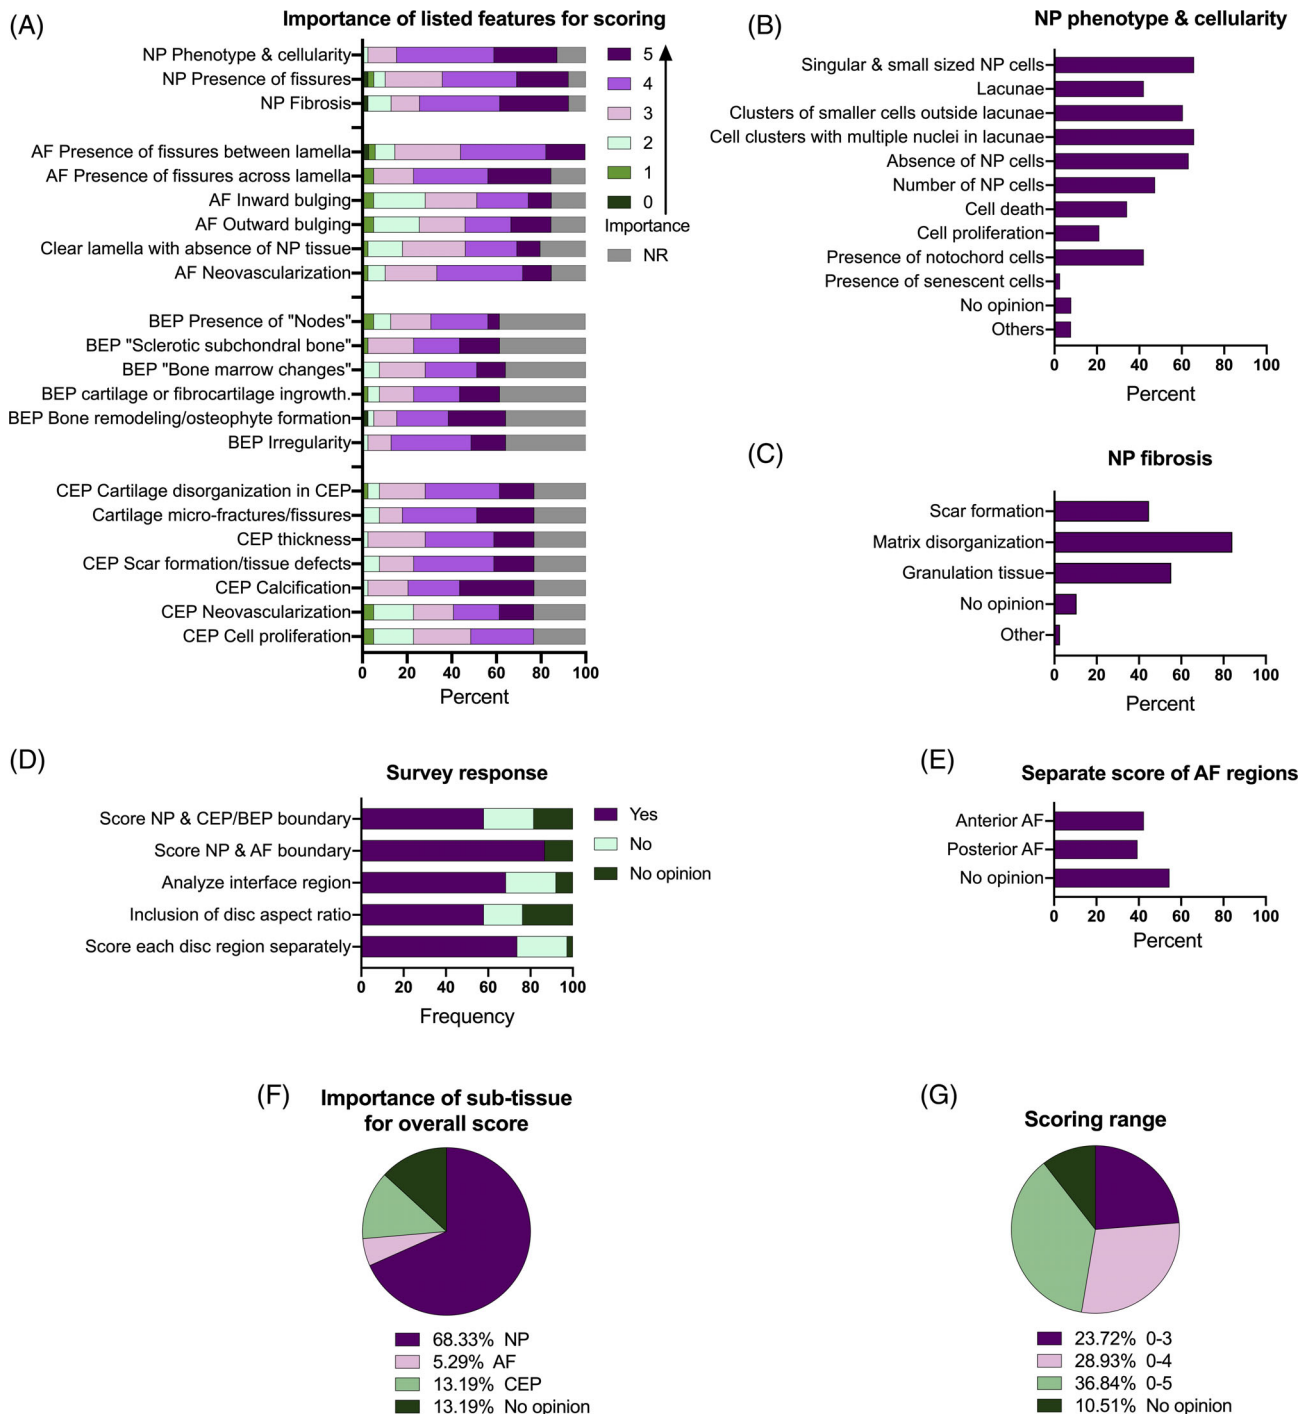 (A)
Importance of listed features for scoring
NP Phenotype & cellularity
NP Presence of fissures
NP Fibrosis
AF Presence of fissures between lamella
AF Presence of fissures across lamella
AF Inward bulging
AF Outward bulging
Clear lamella with absence of NP tissue
AF Neovascularization
BEP Presence of "Nodes"
BEP "Sclerotic subchondral bone"
BEP "Bone marrow changes"
BEP cartilage or fibrocartilage ingrowth.
BEP Bone remodeling/osteophyte formation
BEP Irregularity
CEP Cartilage disorganization in CEP
Cartilage micro-fractures/fissures
CEP thickness
CEP Scar formation/tissue defects
CEP Calcification
CEP Neovascularization
CEP Cell proliferation
0 20 40 60 80 100
Percent
5
4
3
2
1
0
Importance
NR
(B)
NP phenotype & cellularity
Singular & small sized NP cells
Lacunae
Clusters of smaller cells outside lacunae
Cell clusters with multiple nuclei in lacunae
Absence of NP cells
Number of NP cells
Cell death
Cell proliferation
Presence of notochord cells
Presence of senescent cells
No opinion
Others
0 20 40 60 80 100
Percent
(C)
NP fibrosis
Scar formation
Matrix disorganization
Granulation tissue
No opinion
Other
0 20 40 60 80 100
Percent
(D)
Survey response
Score NP & CEP/BEP boundary
Score NP & AF boundary
Analyze interface region
Inclusion of disc aspect ratio
Score each disc region separately
0 20 40 60 80 100
Frequency
Yes
No
No opinion
(E)
Separate score of AF regions
Anterior AF
Posterior AF
No opinion
0 20 40 60 80 100
Percent
(F)
Importance of sub-tissue
for overall score
68.33% NP
5.29% AF
13.19% CEP
13.19% No opinion
(G)
Scoring range
23.72% 0-3
28.93% 0-4
36.84% 0-5
10.51% No opinion